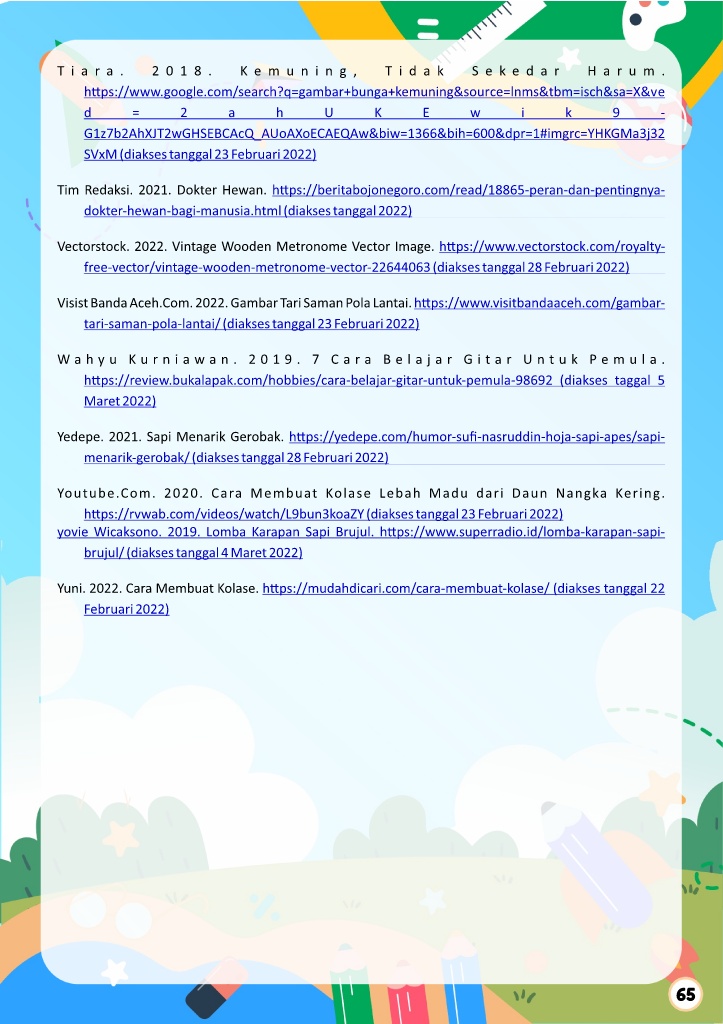 Tiara. 2018. Kemuning, Tidak Sekedar Harum.
https://www.google.com/search?q=gambar+bunga+kemuning&source=lnms&tbm=isch&sa=X&ve
d=2ahUKEwik9-
G1z7b2AhXJT2wGHSEBCAcQ_AUoAXoECAEQAw&biw=1366&bih=600&dpr=1#imgrc=YHKGMa3j32
SVxM (diakses tanggal 23 Februari 2022)
Tim Redaksi. 2021. Dokter Hewan. https://beritabojonegoro.com/read/18865-peran-dan-pentingnya-
dokter-hewan-bagi-manusia.html (diakses tanggal 2022)
Vectorstock. 2022. Vintage Wooden Metronome Vector Image. https://www.vectorstock.com/royalty-
free-vector/vintage-wooden-metronome-vector-22644063 (diakses tanggal 28 Februari 2022)
Visist Banda Aceh.Com. 2022. Gambar Tari Saman Pola Lantai. https://www.visitbandaaceh.com/gambar-
tari-saman-pola-lantai/ (diakses tanggal 23 Februari 2022)
Wahyu Kurniawan. 2019. 7 Cara Belajar Gitar Untuk Pemula.
https://review.bukalapak.com/hobbies/cara-belajar-gitar-untuk-pemula-98692 (diakses taggal 5
Maret 2022)
Yedepe. 2021. Sapi Menarik Gerobak. https://yedepe.com/humor-sufi-nasruddin-hoja-sapi-apes/sapi-
menarik-gerobak/ (diakses tanggal 28 Februari 2022)
Youtube.Com. 2020. Cara Membuat Kolase Lebah Madu dari Daun Nangka Kering.
https://rvwab.com/videos/watch/L9bun3koaZY (diakses tanggal 23 Februari 2022)
yovie Wicaksono. 2019. Lomba Karapan Sapi Brujul. https://www.superradio.id/lomba-karapan-sapi-
brujul/ (diakses tanggal 4 Maret 2022)
Yuni. 2022. Cara Membuat Kolase. https://mudahdicari.com/cara-membuat-kolase/ (diakses tanggal 22
Februari 2022)
65